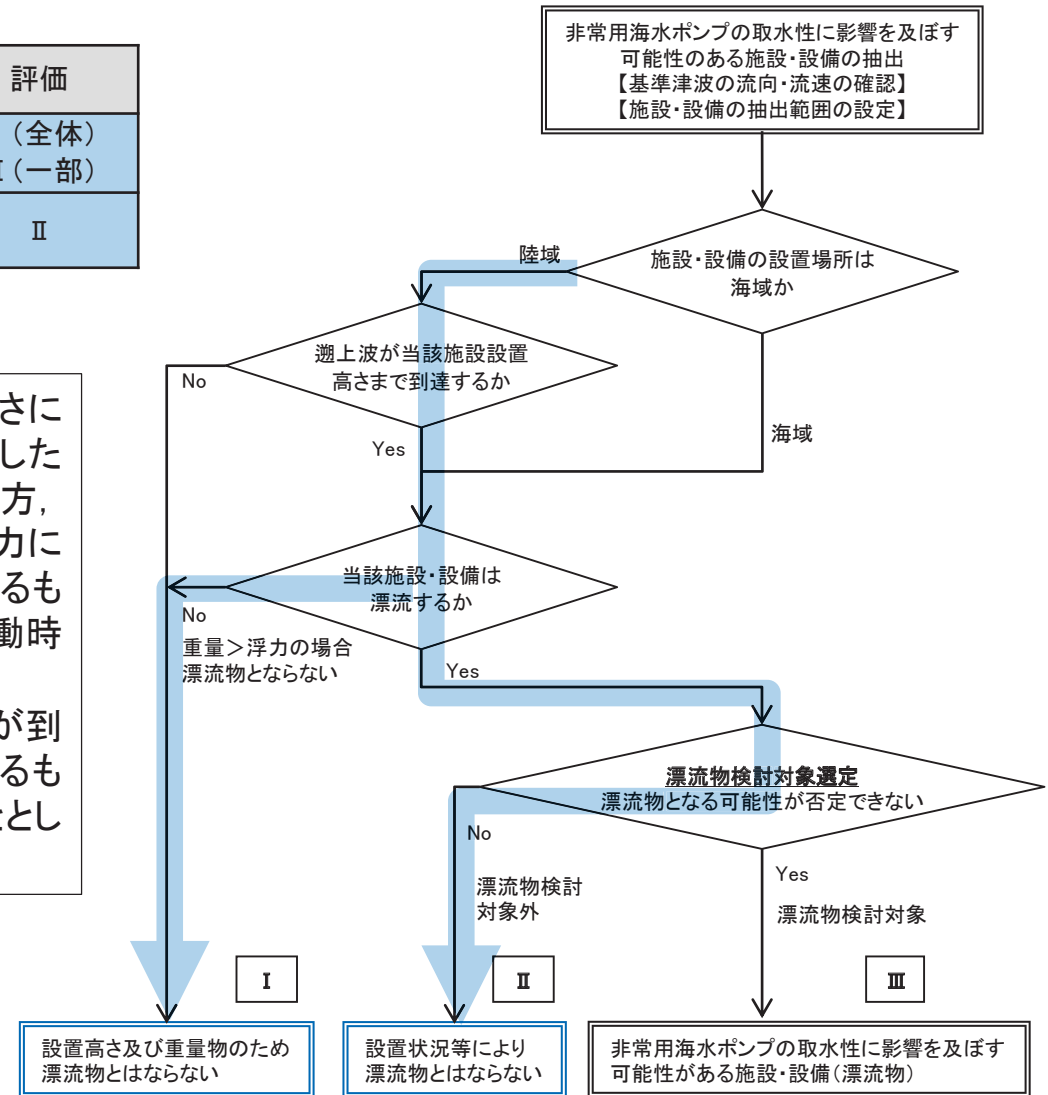 評価
（全体）
（一部）
Ⅱ
さに
した
方，
力に
るも
動時
が到
るも
とし
非常用海水ポンプの取水性に影響を及ぼす
可能性のある施設・設備の抽出
【基準津波の流向・流速の確認】
【施設・設備の抽出範囲の設定】
施設・設備の設置場所は
海域か
陸域
海域
遡上波が当該施設設置
高さまで到達するか
No
Yes
当該施設・設備は
漂流するか
No
重量＞浮力の場合
漂流物とならない
Yes
漂流物検討対象選定
漂流物となる可能性が否定できない
No
漂流物検討
対象外
Yes
漂流物検討対象
Ⅰ
Ⅱ
Ⅲ
設置高さ及び重量物のため
漂流物とはならない
設置状況等により
漂流物とはならない
非常用海水ポンプの取水性に影響を及ぼす
可能性がある施設・設備（漂流物）